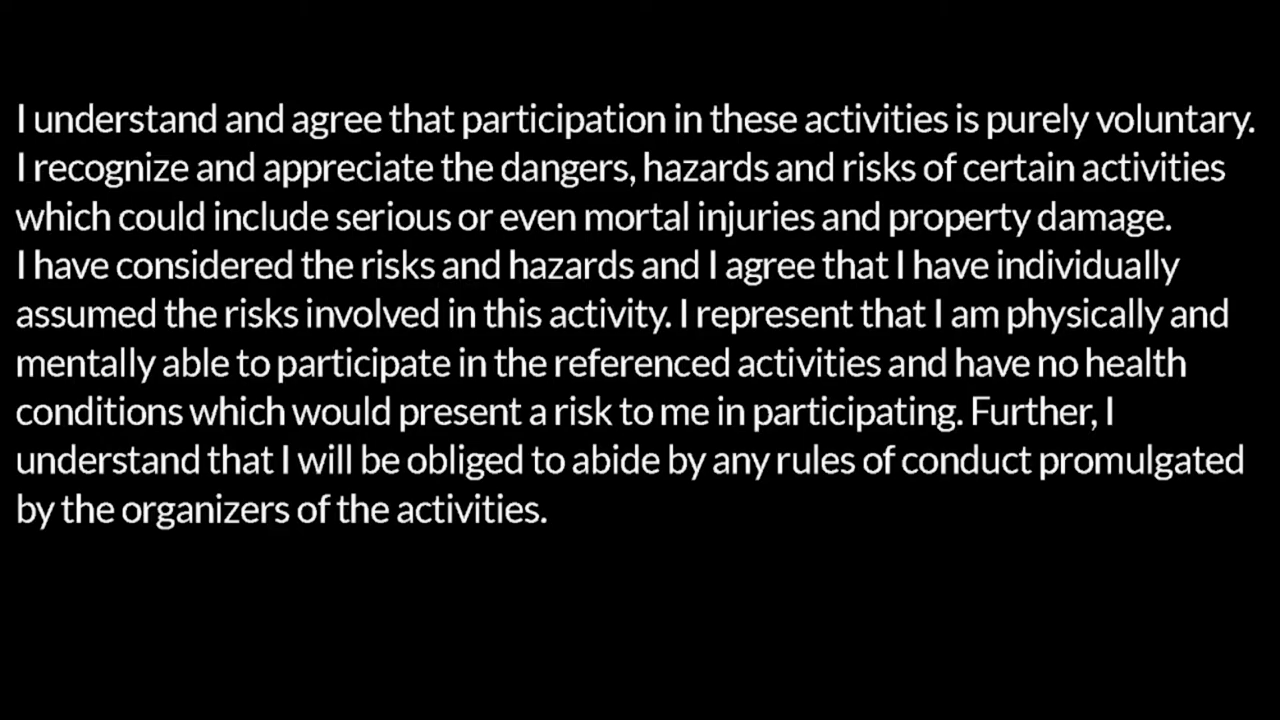 I understand and agree that participation in these activities is purely voluntary.
I recognize and appreciate the dangers, hazards and risks of certain activities
which could include serious or even mortal injuries and property damage.
I have considered the risks and hazards and I agree that I have individually
assumed the risks involved in this activity. I represent that I am physically and
mentally able to participate in the referenced activities and have no health
conditions which would present a risk to me in participating. Further, I
understand that I will be obliged to abide by any rules of conduct promulgated
by the organizers of the activities.